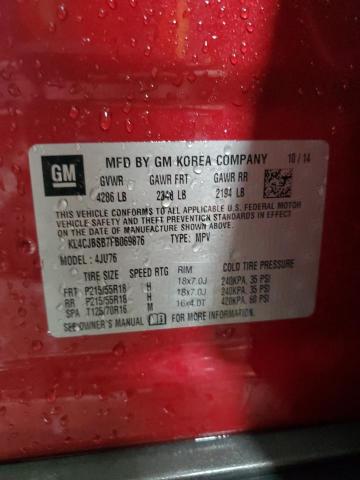 GM
MFD BY GM KOREA COMPANY 10/14
GVWR GAWR FRT GAWR RR
4286 LB LB 2194 LB
THIS VEHICLE CONFORMS TO ALL APPLICABLE U.S. FEDERAL MOTOR
VEHICLE SAFETY AND THEFT PREVENTION STANDARDS IN EFFECT
ON THE DATE OF MANUFACTURE SHOWN ABOVE.
KL4CJBSB7FB069876 TYPE: MPV
MODEL: 4JU76
TIRE SIZE SPEED RTG RIM COLD TIRE PRESSURE
FRT P215/55R18 H 18x7.0J 240KPA, 35 PSI
RR P215/55R18 H 18x7.0J 240KPA, 35 PSI
SPA T125/70R16 M 16x4.0T 420KPA, 60 PSI
SEE OWNER'S MANUAL FOR MORE INFORMATION.